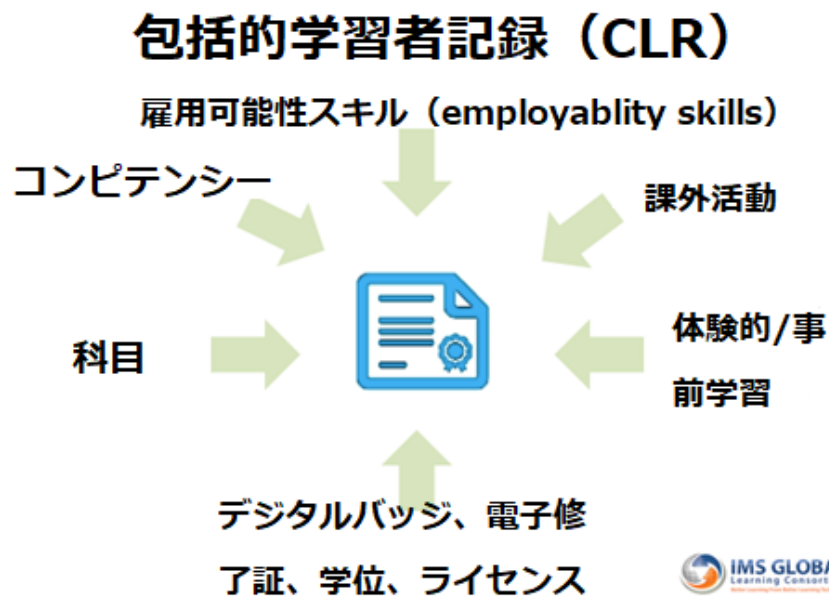 包括的学習者記録（CLR）
雇用可能性スキル（employablity skills）
コンピテンシー
課外活動
科目
体験的/事
前学習
デジタルバッジ、電子修
了証、学位、ライセンス
IMS GLOBA
Learning Consort